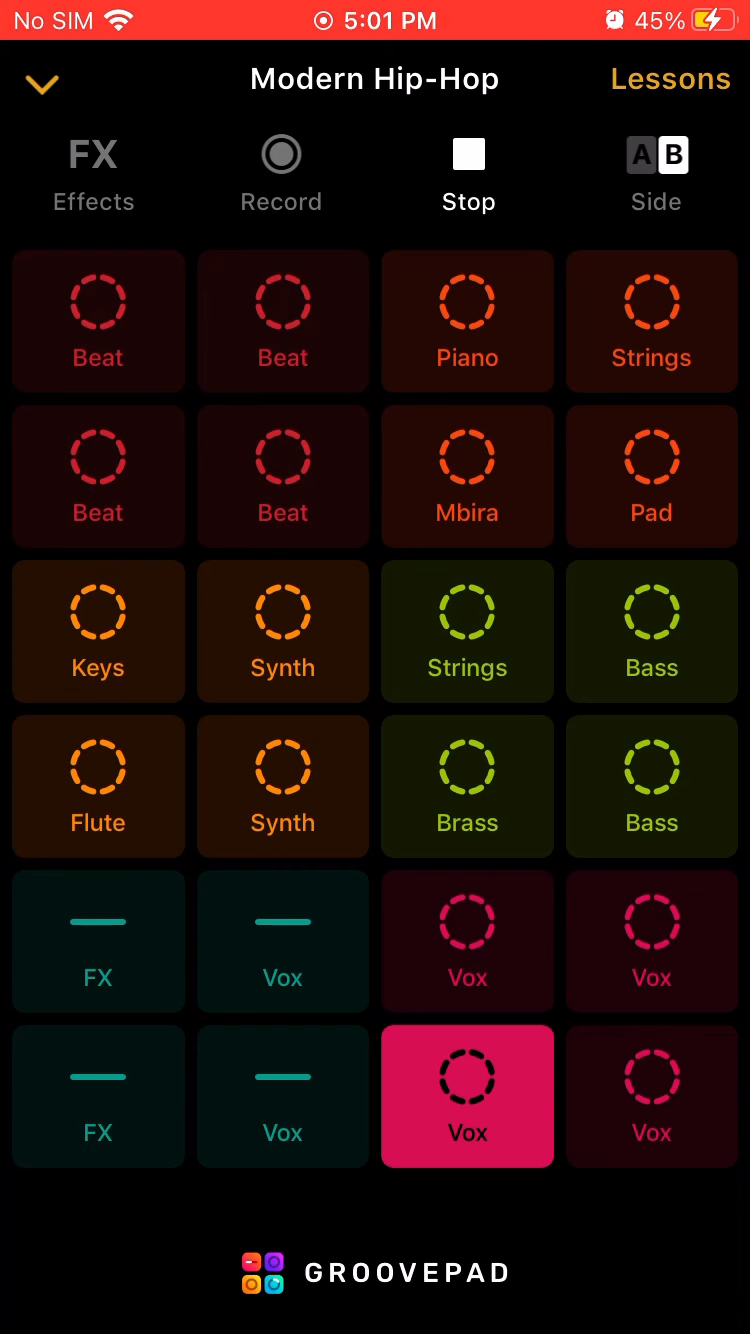 No SIM 5:01 PM 45%
Modern Hip-Hop Lessons
FX A B
Effects Record Stop Side
Beat Beat Piano Strings
Beat Beat Mbira Pad
Keys Synth Strings Bass
Flute Synth Brass Bass
FX Vox Vox Vox
FX Vox Vox Vox
GROOVEPAD